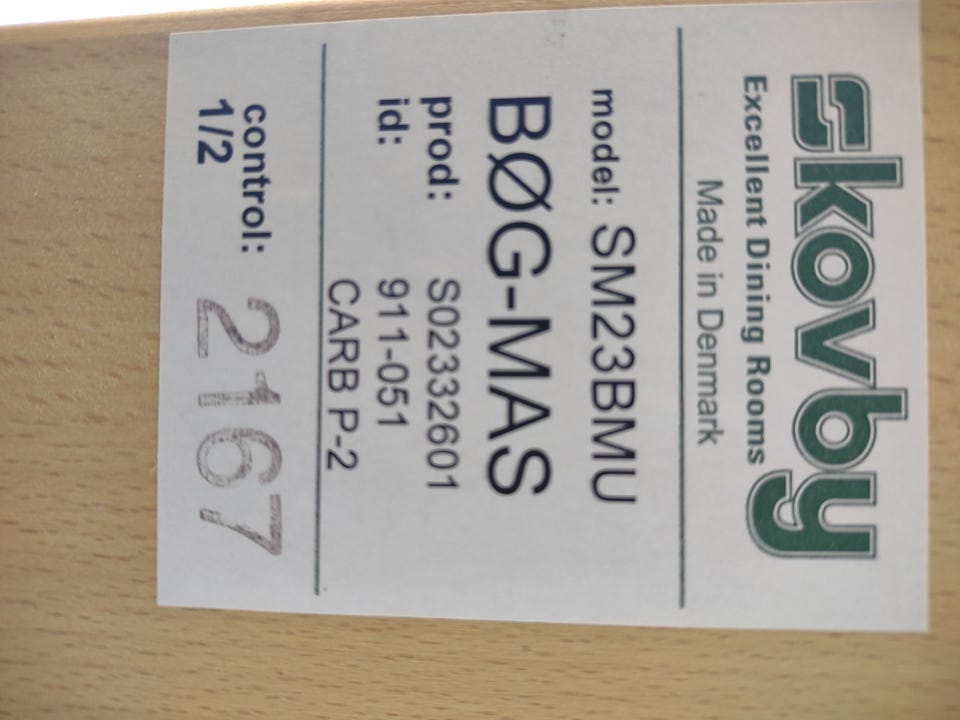 skovby
Excellent Dining Rooms
Made in Denmark
model: SM23BMU
BØG-MAS
prod: S02332601
id: 911-051
CARB P-2
control: 2167
1/2